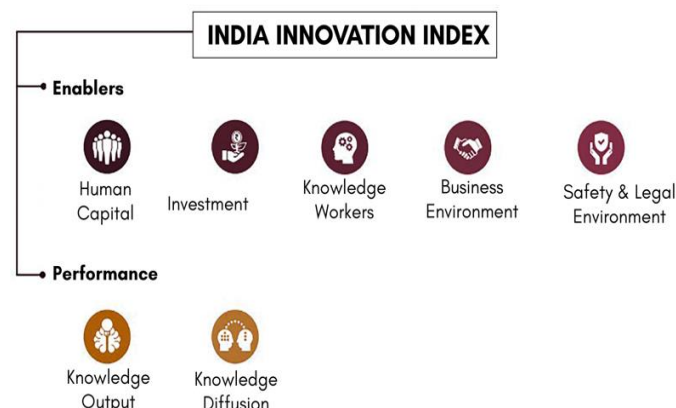 INDIA INNOVATION INDEX
Enablers
Human
Capital
Investment
Knowledge
Workers
Business
Environment
Safety & Legal
Environment
Performance
Knowledge
Output
Knowledge
Diffusion